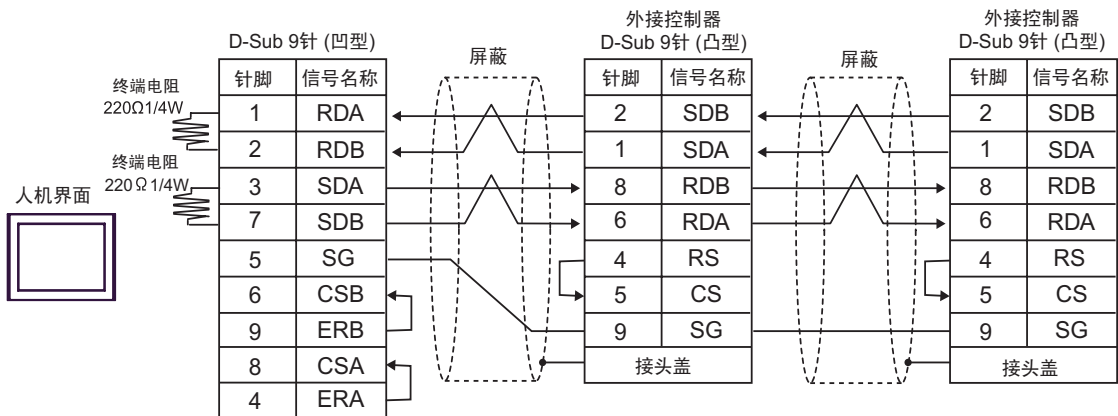 外接控制器
外接控制器
D-Sub 9针 (凹型)
屏蔽
D-Sub 9针 (凸型)
屏蔽
D-Sub 9针 (凸型)
终端电阻
220Ω1/4W
终端电阻
220Ω1/4W
人机界面
针脚 信号名称
1 RDA
2 RDB
3 SDA
7 SDB
5 SG
6 CSB
9 ERB
8 CSA
4 ERA
针脚 信号名称
2 SDB
1 SDA
8 RDB
6 RDA
4 RS
5 CS
9 SG
接头盖
针脚 信号名称
2 SDB
1 SDA
8 RDB
6 RDA
4 RS
5 CS
9 SG
接头盖